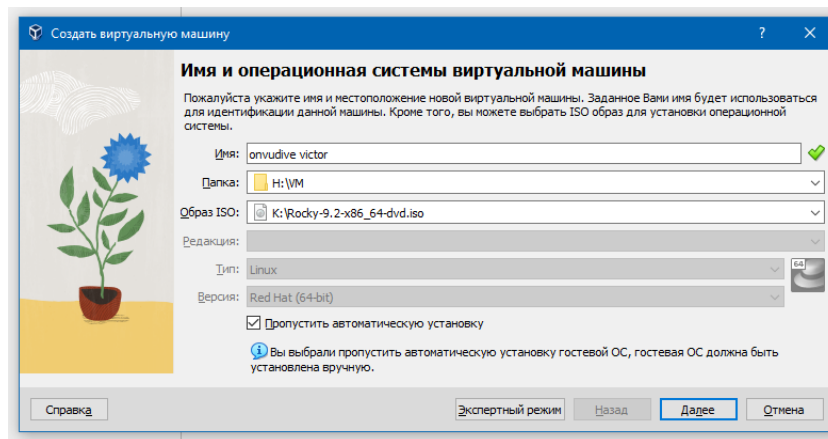 Создать виртуальную машину
Имя и операционная системы виртуальной машины
Пожалуйста укажите имя и местоположение новой виртуальной машины. Заданное Вами имя будет использоваться
для идентификации данной машины. Кроме того, вы можете выбрать ISO образ для установки операционной
системы.
Имя: onvudive victor
Папка: H:\VM
Образ ISO: K:\Rocky-9.2-x86_64-dvd.iso
Редакция:
Тип: Linux
64
Версия: Red Hat (64-bit)
Пропустить автоматическую установку
Вы выбрали пропустить автоматическую установку гостевой ОС, гостевая ОС должна быть
установлена вручную.
Справка Экспертный режим Назад Далее Отмена